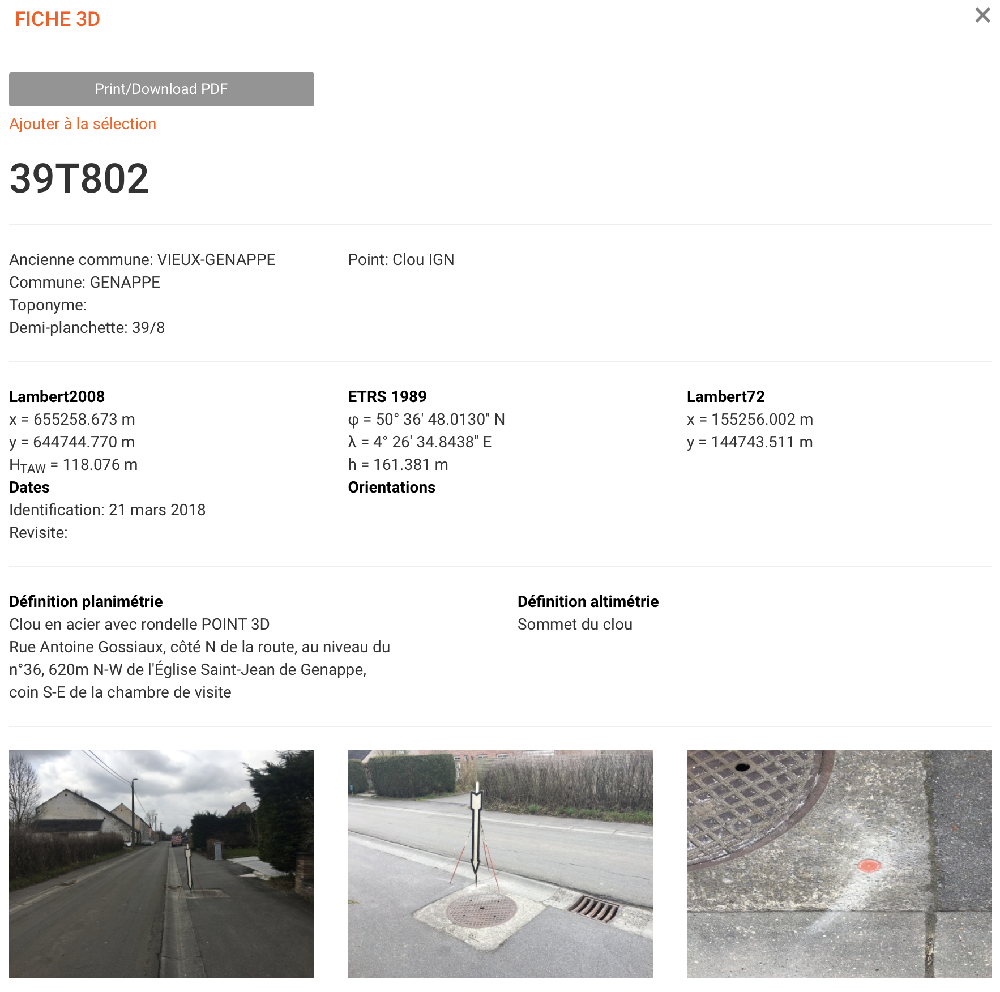 FICHE 3D
Print/Download PDF
Ajouter à la sélection
39T802
Ancienne commune: VIEUX-GENAPPE
Commune: GENAPPE
Toponyme:
Demi-planchette: 39/8
Point: Clou IGN
Lambert2008
x = 655258.673 m
y = 644744.770 m
HTAW = 118.076 m
ETRS 1989
φ = 50° 36' 48.0130" N
λ = 4° 26' 34.8438" E
h = 161.381 m
Lambert72
x = 155256.002 m
y = 144743.511 m
Dates
Identification: 21 mars 2018
Revisite:
Orientations
Définition planimétrie
Clou en acier avec rondelle POINT 3D
Rue Antoine Gossiaux, côté N de la route, au niveau du
n°36, 620m N-W de l'Église Saint-Jean de Genappe,
coin S-E de la chambre de visite
Définition altimétrie
Sommet du clou